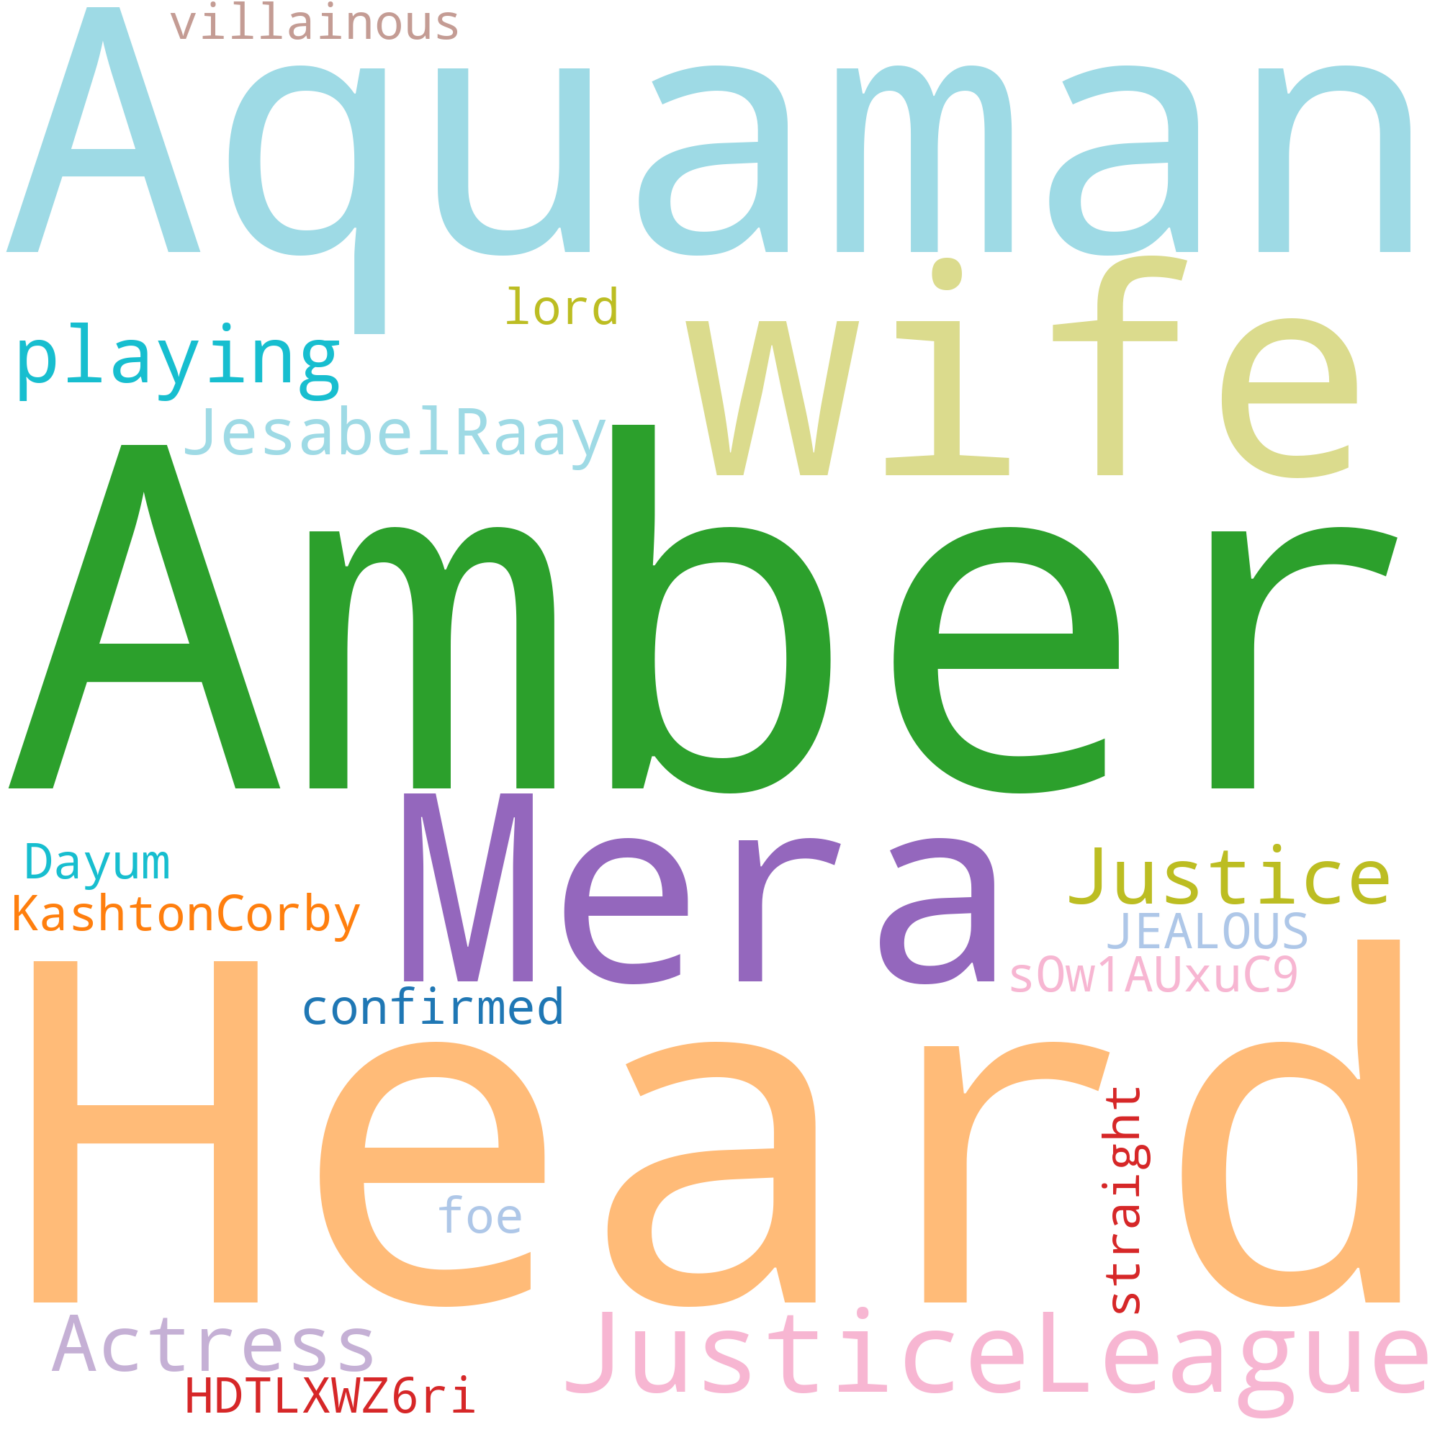 villainous
Aquaman
lord
wife
playing
JesabelRaay
Amber
Mera
Dayum
Justice
KashtonCorby
JEALOUS
sOw1AUxuC9
confirmed
Heard
straight
foe
Actress
JusticeLeague
HDTLXWZ6ri